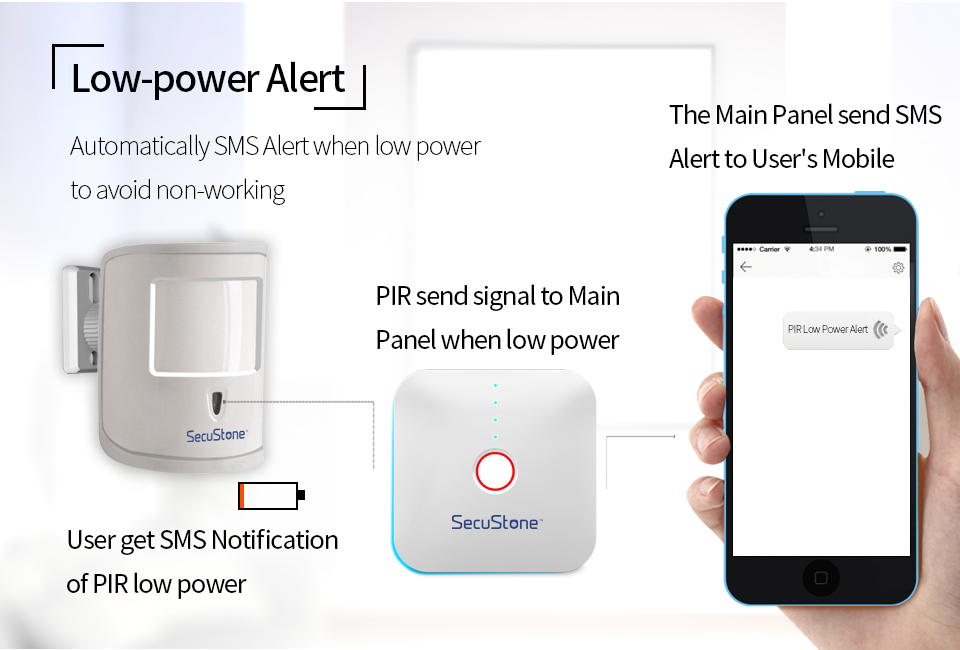 Low-power Alert
Automatically SMS Alert when low power
to avoid non-working
The Main Panel send SMS
Alert to User's Mobile
Carrier
4:34 PM
100%
PIR Low Power Alert
PIR send signal to Main
Panel when low power
SecuStone™
SecuStone™
User get SMS Notification
of PIR low power